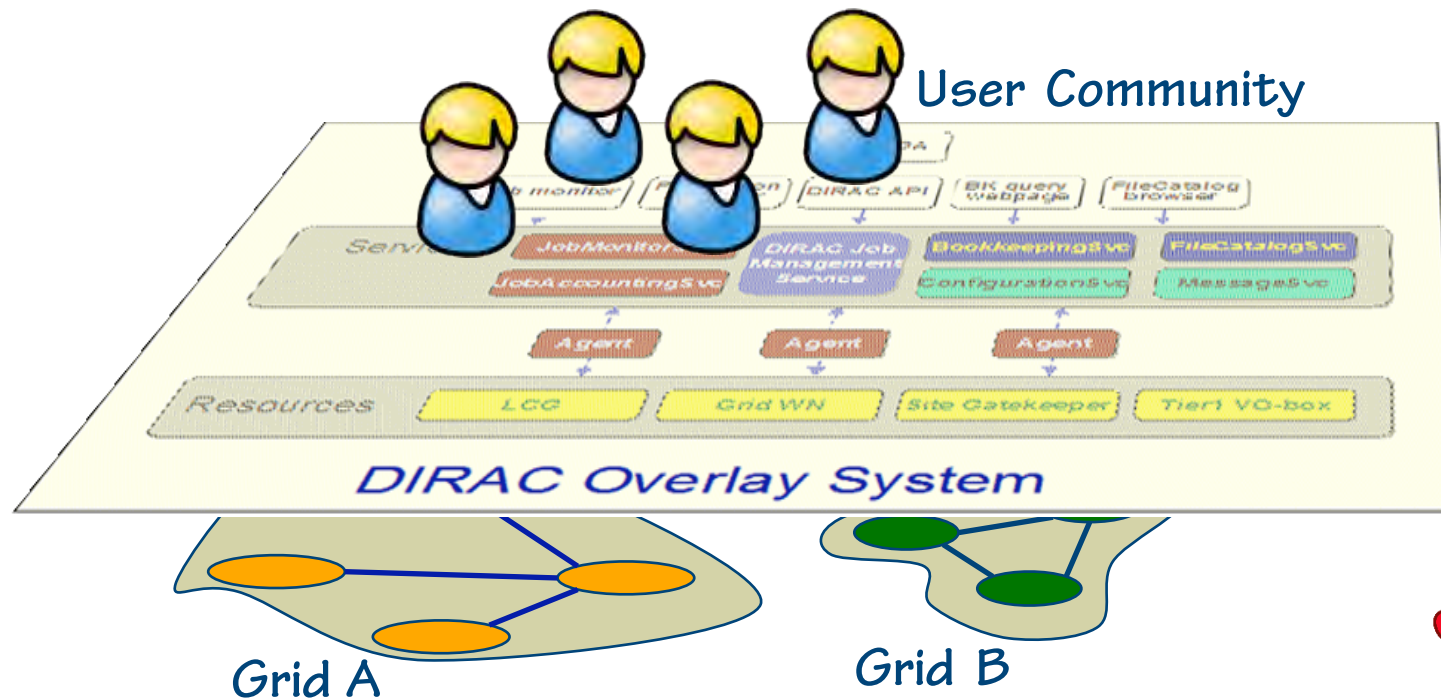 User Community
monitor
DIRAC API
BK query
webpage
FileCatalog
browser
JobMonitor
DIRAC Job
Management
Service
BookkeepingSvc
FileCatalogSvc
JobAccountingSvc
ConfigurationSvc
MessageSvc
Agent
Agent
Agent
Resources
LCG
Grid WN
Site Gatekeeper
Tier1 VO-box
DIRAC Overlay System
Grid A
Grid B